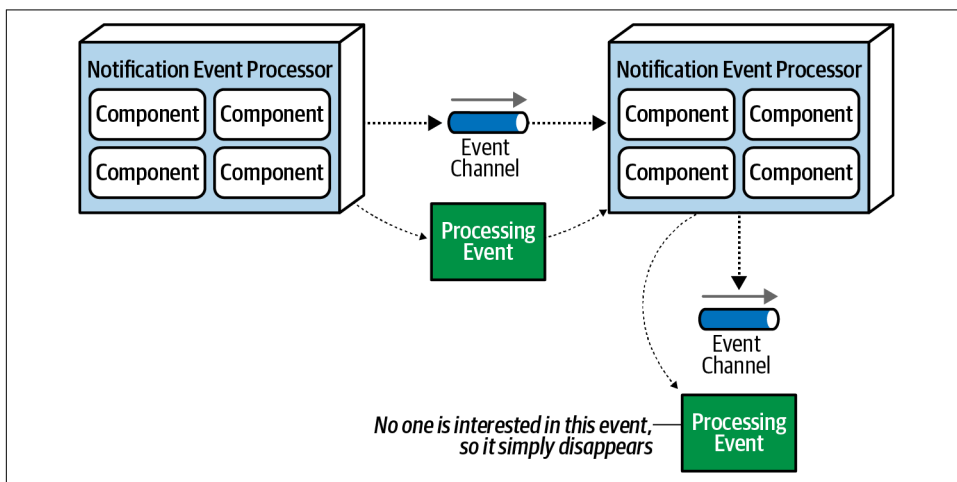 Notification Event Processor
Component Component
Component Component
Event
Channel
Processing
Event
Notification Event Processor
Component Component
Component Component
Event
Channel
No one is interested in this event,
so it simply disappears
Processing
Event